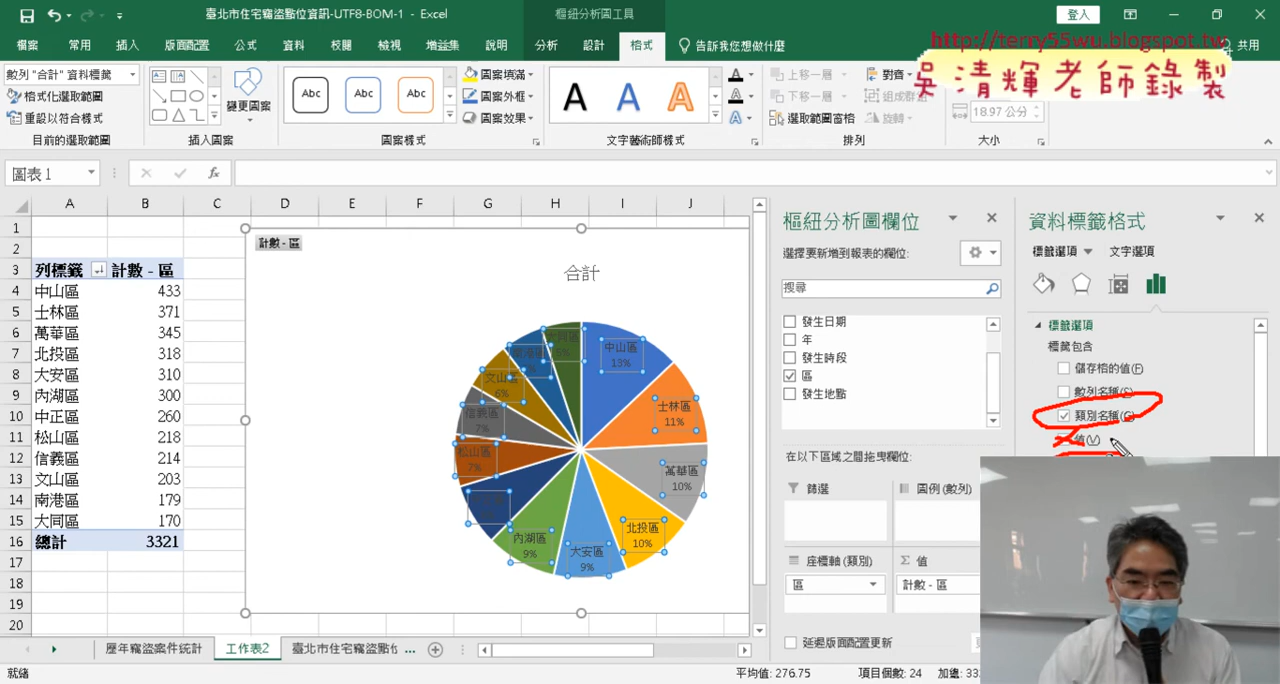 臺北市住宅竊盜點位資訊-UTF8-BOM-1 - Excel
樞紐分析圖工具
登入
檔案 常用 插入 版面配置 公式 資料 校閱 檢視 增益集 說明 分析 設計 格式 告訴我您想做什麼 共用
http://terry55wu.blogspot.tw
吳清輝老師錄製
數列 "合計" 資料標籤
格式化選取範圍
重設以符合樣式
目前的選取範圍
變更圖案
插入圖案
Abc Abc Abc
圖案填滿
圖案外框
圖案效果
圖案樣式
A A A
文字藝術師樣式
上移一層
下移一層
選取範圍窗格
對齊
組成群組
旋轉
排列
18.97 公分
大小
圖表 1
fx
A B C D E F G H I J
1
2
3 列標籤 計數 - 區
4 中山區 433
5 士林區 371
6 萬華區 345
7 北投區 318
8 大安區 310
9 內湖區 300
10 中正區 260
11 松山區 218
12 信義區 214
13 文山區 203
14 南港區 179
15 大同區 170
16 總計 3321
17
18
19
20
計數 - 區
合計
中山區
13%
士林區
11%
萬華區
10%
北投區
10%
大安區
9%
內湖區
9%
松山區
7%
信義區
7%
文山區
6%
樞紐分析圖欄位
選擇要新增到報表的欄位:
搜尋
發生日期
年
發生時段
區
發生地點
在以下區域之間拖曳欄位:
篩選
圖例 (數列)
座標軸 (類別)
Σ 值
區
計數 - 區
延遲版面配置更新
資料標籤格式
標籤選項 文字選項
標籤選項
標籤包含
儲存格的值(F)
數列名稱(S)
類別名稱(G)
值(V)
歷年竊盜案件統計 工作表2 臺北市住宅竊盜點位 ...
就緒
平均值: 276.75 項目個數: 24